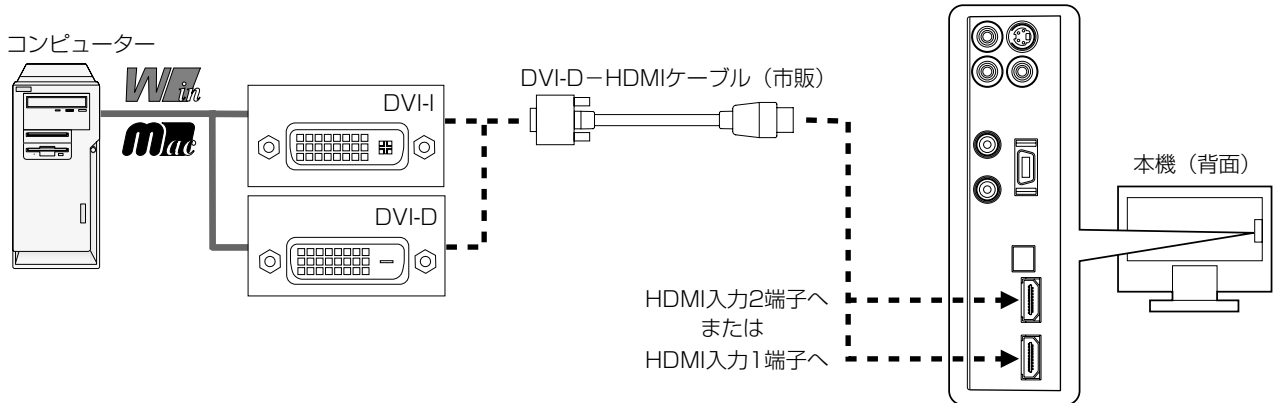 コンピューター
Win
Mac
DVI-I
DVI-D
DVI-D－HDMIケーブル（市販）
本機（背面）
HDMI入力2端子へ
または
HDMI入力1端子へ